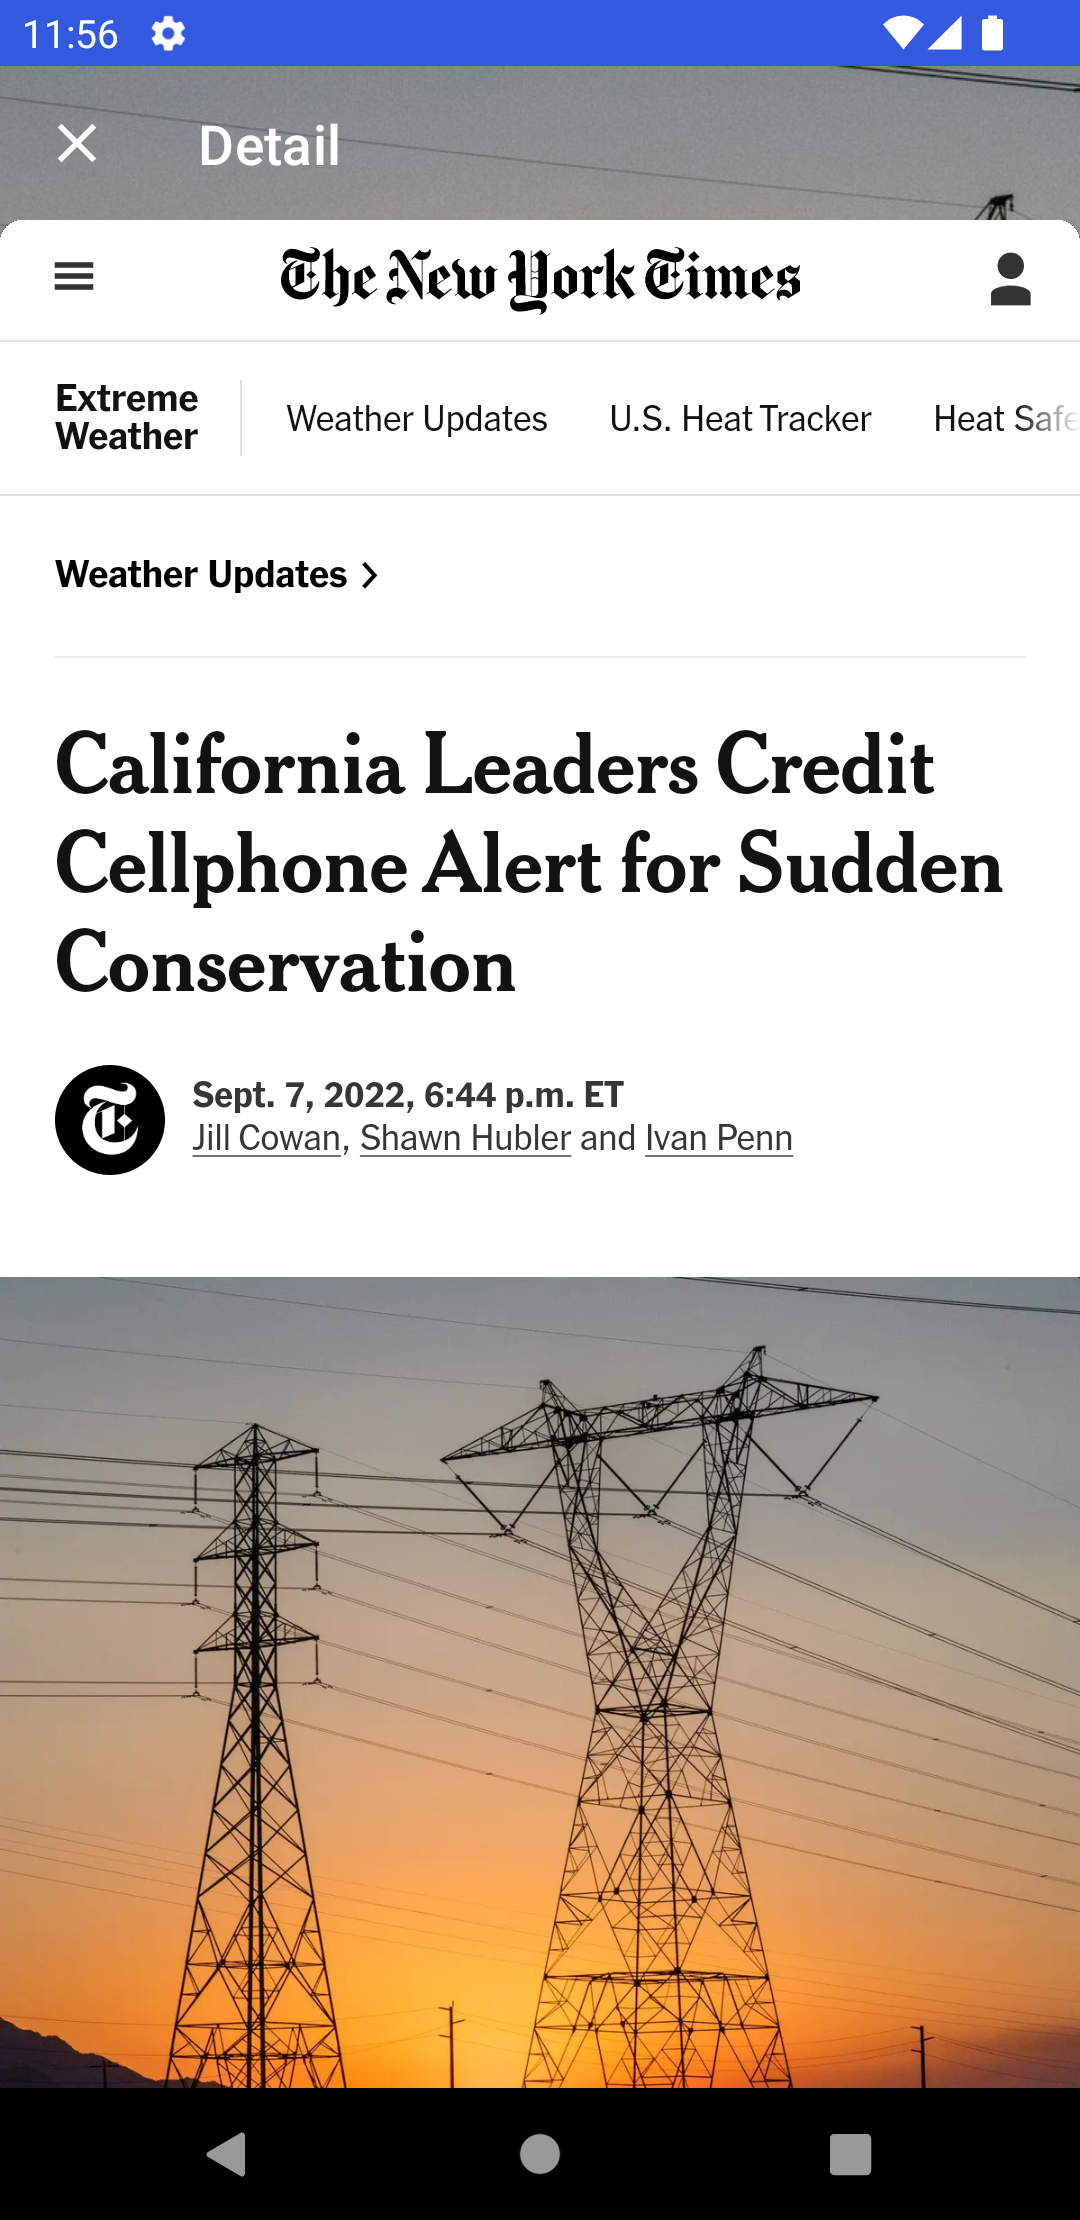 11:56
Detail
The New York Times
Extreme
Weather
Weather Updates
U.S. Heat Tracker
Heat Safe
Weather Updates
California Leaders Credit
Cellphone Alert for Sudden
Conservation
Sept. 7, 2022, 6:44 p.m. ET
Jill Cowan, Shawn Hubler and Ivan Penn